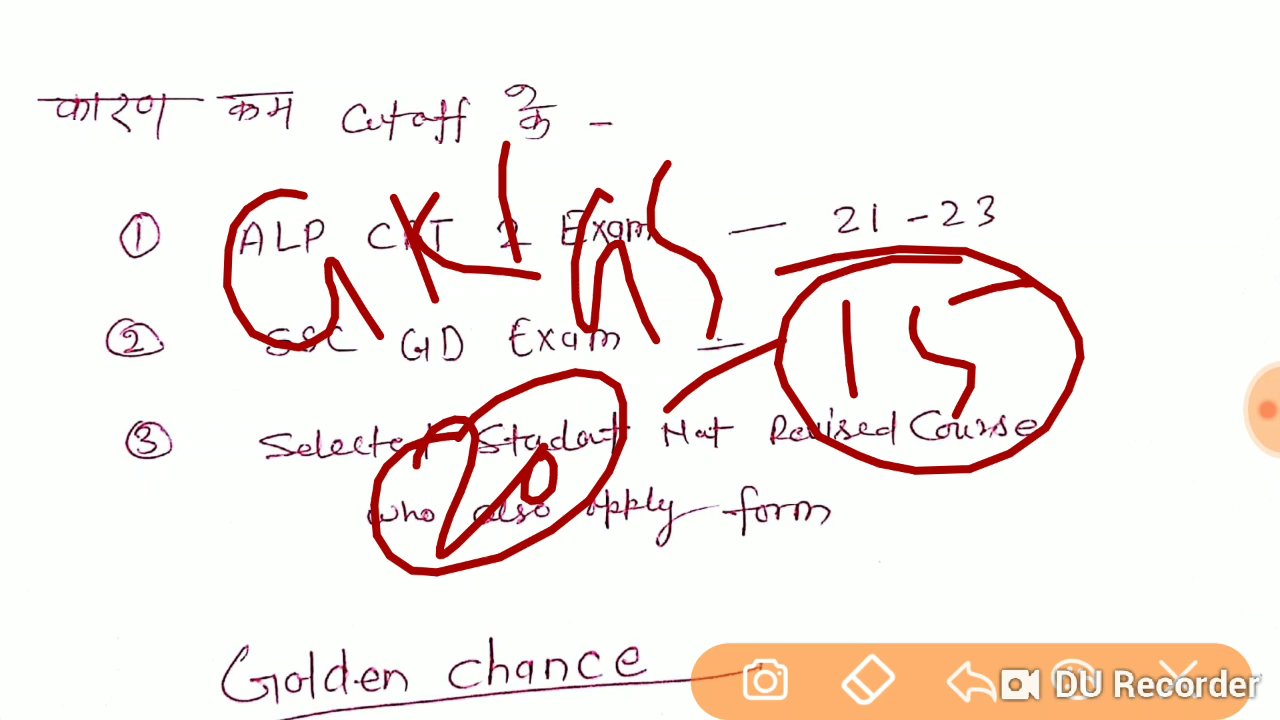 कारण कम Cutoff के -
① ALP CBT 2 Exam — 21-23
② SSC GD Exam -
③ Selected Student Not Revised Course
who also apply form
GK/GS
15
20
Golden chance
DU Recorder